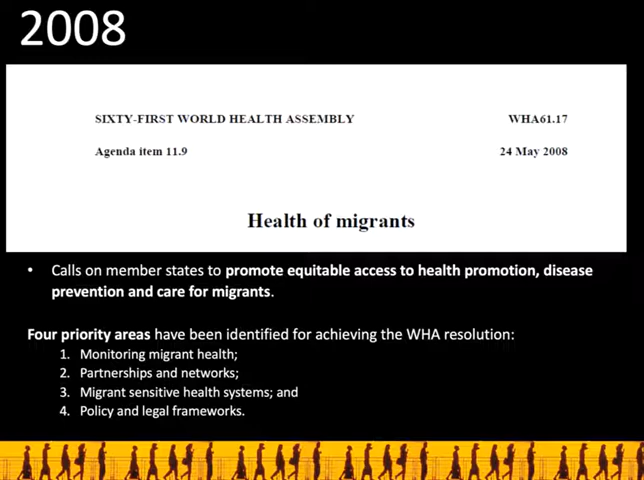 2008
SIXTY-FIRST WORLD HEALTH ASSEMBLY WHA61.17
Agenda item 11.9 24 May 2008
Health of migrants
• Calls on member states to promote equitable access to health promotion, disease
prevention and care for migrants.
Four priority areas have been identified for achieving the WHA resolution:
1. Monitoring migrant health;
2. Partnerships and networks;
3. Migrant sensitive health systems; and
4. Policy and legal frameworks.